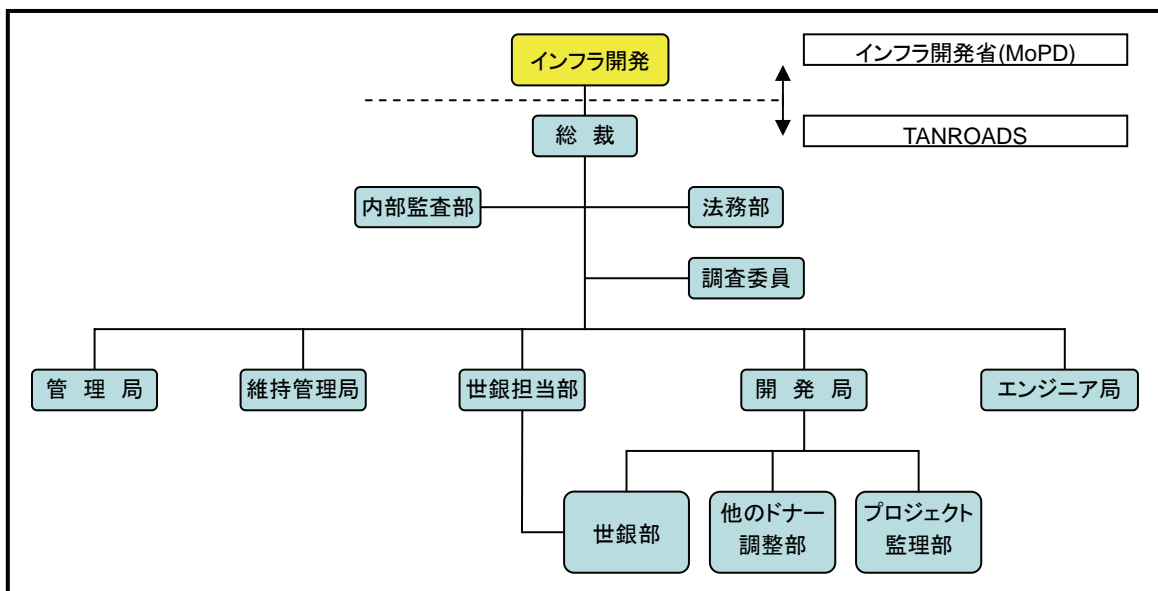 インフラ開発
インフラ開発省(MoPD)
総 裁
TANROADS
内部監査部
法務部
調査委員
管 理 局
維持管理局
世銀担当部
開 発 局
エンジニア局
世銀部
他のドナー
調整部
プロジェクト
監理部